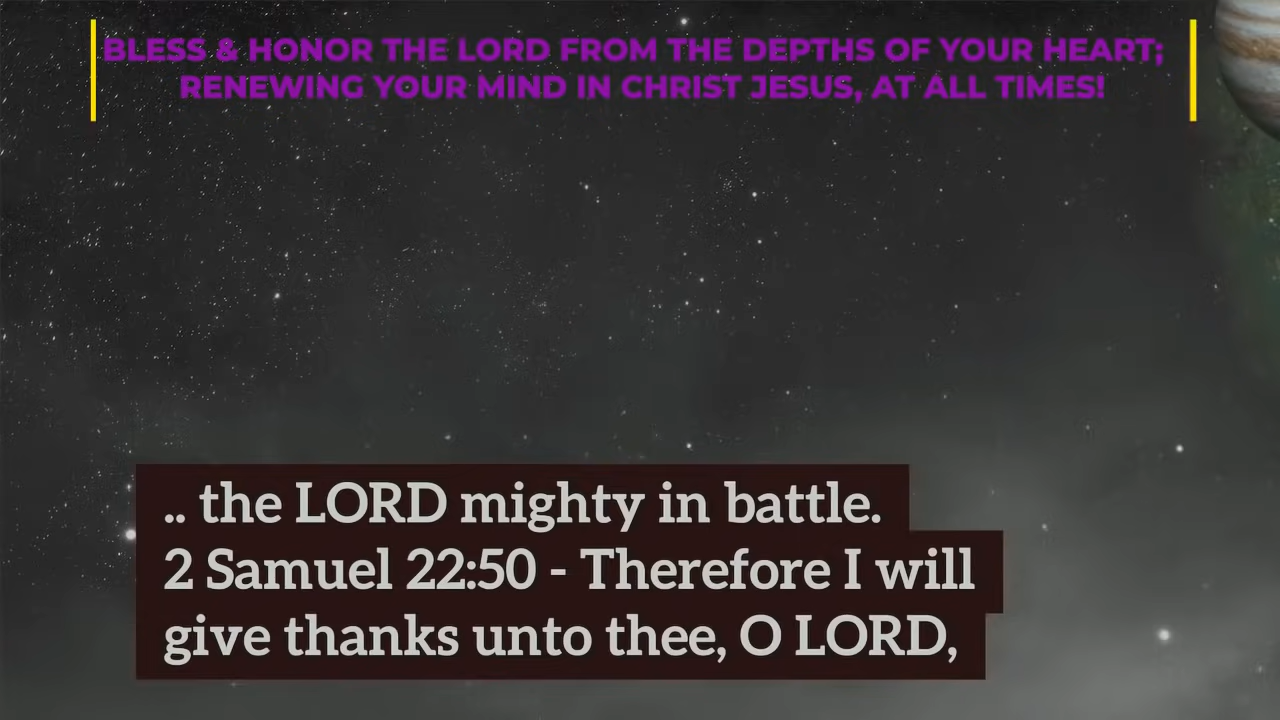 BLESS & HONOR THE LORD FROM THE DEPTHS OF YOUR HEART;
RENEWING YOUR MIND IN CHRIST JESUS, AT ALL TIMES!
.. the LORD mighty in battle.
2 Samuel 22:50 - Therefore I will
give thanks unto thee, O LORD,